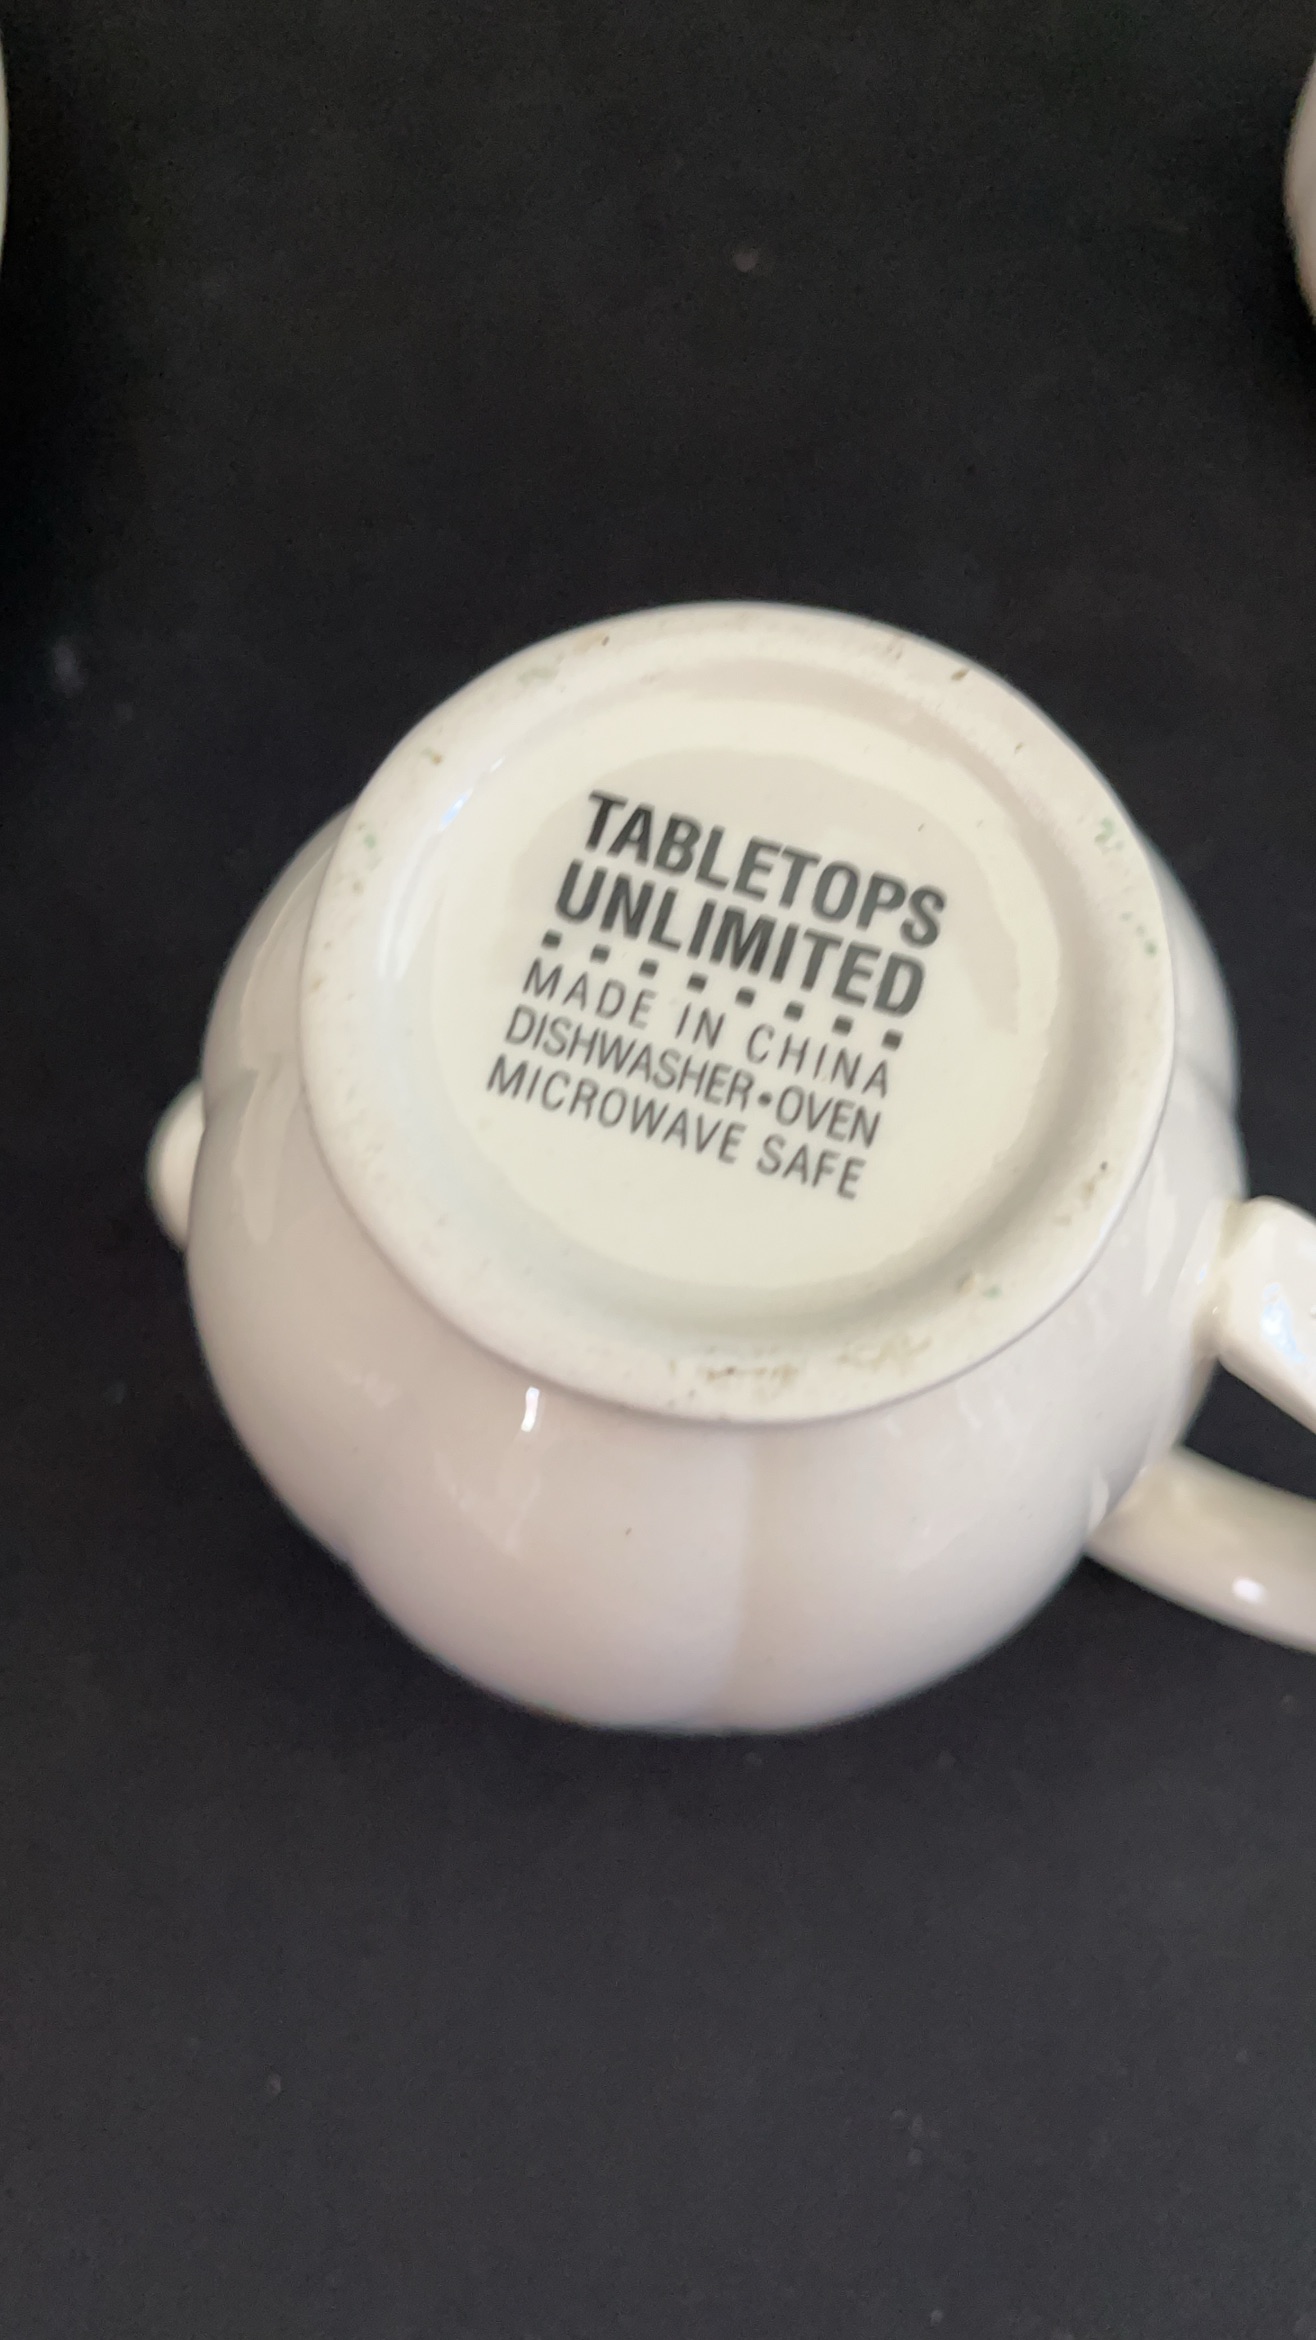 TABLETOPS
UNLIMITED
MADE IN CHINA
DISHWASHER•OVEN
MICROWAVE SAFE